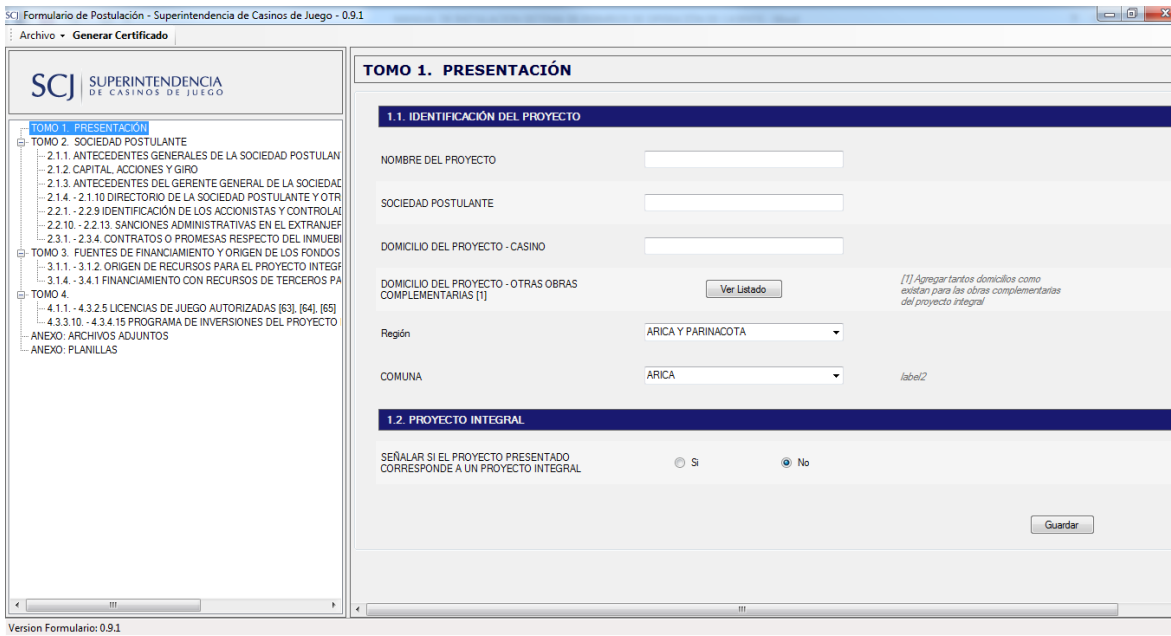 SCJ Formulario de Postulación - Superintendencia de Casinos de Juego - 0.9.1
Archivo Generar Certificado
SCJ SUPERINTENDENCIA
DE CASINOS DE JUEGO
TOMO 1. PRESENTACIÓN
TOMO 2. SOCIEDAD POSTULANTE
2.1.1. ANTECEDENTES GENERALES DE LA SOCIEDAD POSTULAN
2.1.2. CAPITAL, ACCIONES Y GIRO
2.1.3. ANTECEDENTES DEL GERENTE GENERAL DE LA SOCIEDAD
2.1.4. - 2.1.10 DIRECTORIO DE LA SOCIEDAD POSTULANTE Y OTR
2.2.1. - 2.2.9 IDENTIFICACIÓN DE LOS ACCIONISTAS Y CONTROLA
2.2.10. - 2.2.13. SANCIONES ADMINISTRATIVAS EN EL EXTRANJE
2.3.1. - 2.3.4. CONTRATOS O PROMESAS RESPECTO DEL INMUEBI
TOMO 3. FUENTES DE FINANCIAMIENTO Y ORIGEN DE LOS FONDOS
3.1.1. - 3.1.2. ORIGEN DE RECURSOS PARA EL PROYECTO INTEGR
3.1.4. - 3.4.1 FINANCIAMIENTO CON RECURSOS DE TERCEROS PA
TOMO 4.
4.1.1. - 4.3.2.5 LICENCIAS DE JUEGO AUTORIZADAS [63], [64], [65]
4.3.3.10. - 4.3.4.15 PROGRAMA DE INVERSIONES DEL PROYECTO
ANEXO: ARCHIVOS ADJUNTOS
ANEXO: PLANILLAS
TOMO 1. PRESENTACIÓN
1.1. IDENTIFICACIÓN DEL PROYECTO
NOMBRE DEL PROYECTO
SOCIEDAD POSTULANTE
DOMICILIO DEL PROYECTO - CASINO
DOMICILIO DEL PROYECTO - OTRAS OBRAS
COMPLEMENTARIAS [1]
Ver Listado
[1] Agregar tantos domicilios como
existan para las obras complementarias
del proyecto integral
Región
ARICA Y PARINACOTA
COMUNA
ARICA
label2
1.2. PROYECTO INTEGRAL
SEÑALAR SI EL PROYECTO PRESENTADO
CORRESPONDE A UN PROYECTO INTEGRAL
Si
No
Guardar
Version Formulario: 0.9.1